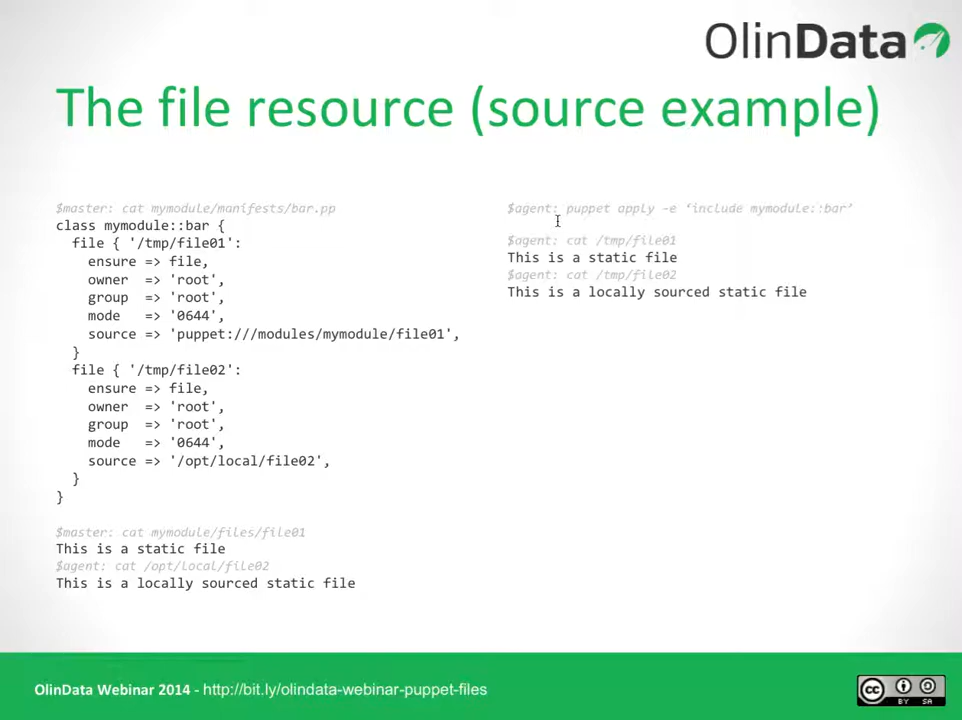 OlinData
The file resource (source example)
$master: cat mymodule/manifests/bar.pp
class mymodule::bar {
  file { '/tmp/file01':
    ensure => file,
    owner  => 'root',
    group  => 'root',
    mode   => '0644',
    source => 'puppet:///modules/mymodule/file01',
  }
  file { '/tmp/file02':
    ensure => file,
    owner  => 'root',
    group  => 'root',
    mode   => '0644',
    source => '/opt/local/file02',
  }
}
$master: cat mymodule/files/file01
This is a static file
$agent: cat /opt/local/file02
This is a locally sourced static file
$agent: puppet apply -e ‘include mymodule::bar’
$agent: cat /tmp/file01
This is a static file
$agent: cat /tmp/file02
This is a locally sourced static file
OlinData Webinar 2014 - http://bit.ly/olindata-webinar-puppet-files
cc BY SA